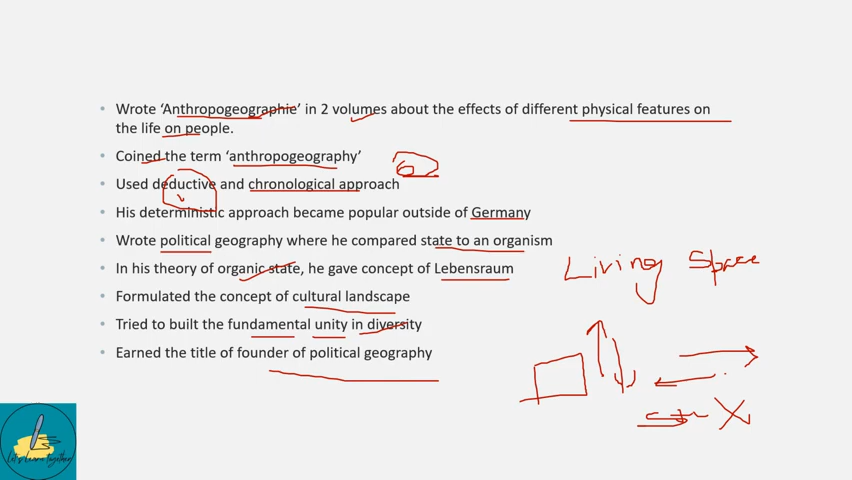 • Wrote ‘Anthropogeographie’ in 2 volumes about the effects of different physical features on
the life on people.
• Coined the term ‘anthropogeography’
• Used deductive and chronological approach
• His deterministic approach became popular outside of Germany
• Wrote political geography where he compared state to an organism
• In his theory of organic state, he gave concept of Lebensraum
Living Space
• Formulated the concept of cultural landscape
• Tried to built the fundamental unity in diversity
• Earned the title of founder of political geography
Let's learn together